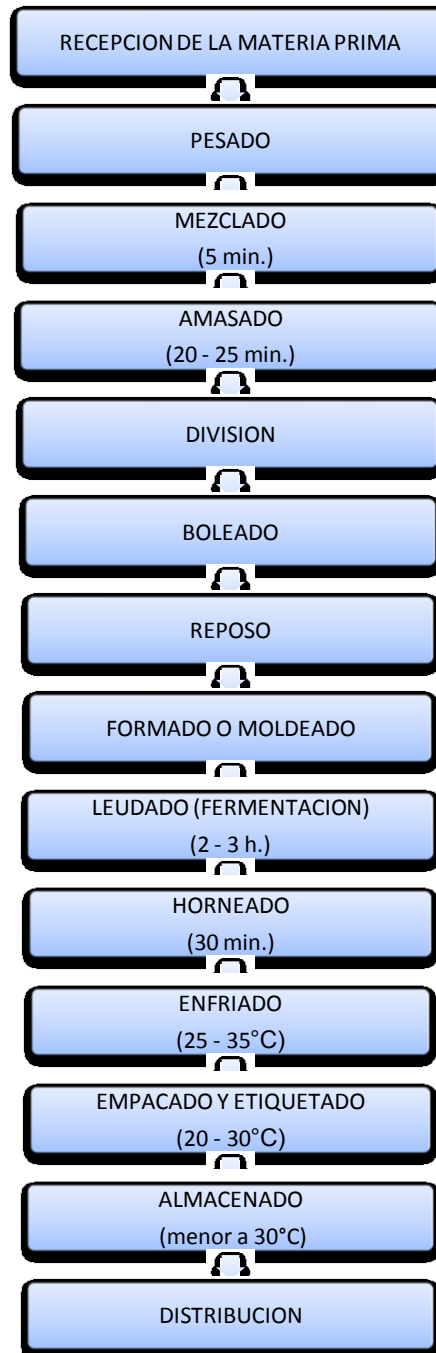 RECEPCION DE LA MATERIA PRIMA
PESADO
MEZCLADO
(5 min.)
AMASADO
(20 - 25 min.)
DIVISION
BOLEADO
REPOSO
FORMADO O MOLDEADO
LEUDADO (FERMENTACION)
(2 - 3 h.)
HORNEADO
(30 min.)
ENFRIADO
(25 - 35°C)
EMPACADO Y ETIQUETADO
(20 - 30°C)
ALMACENADO
(menor a 30°C)
DISTRIBUCION